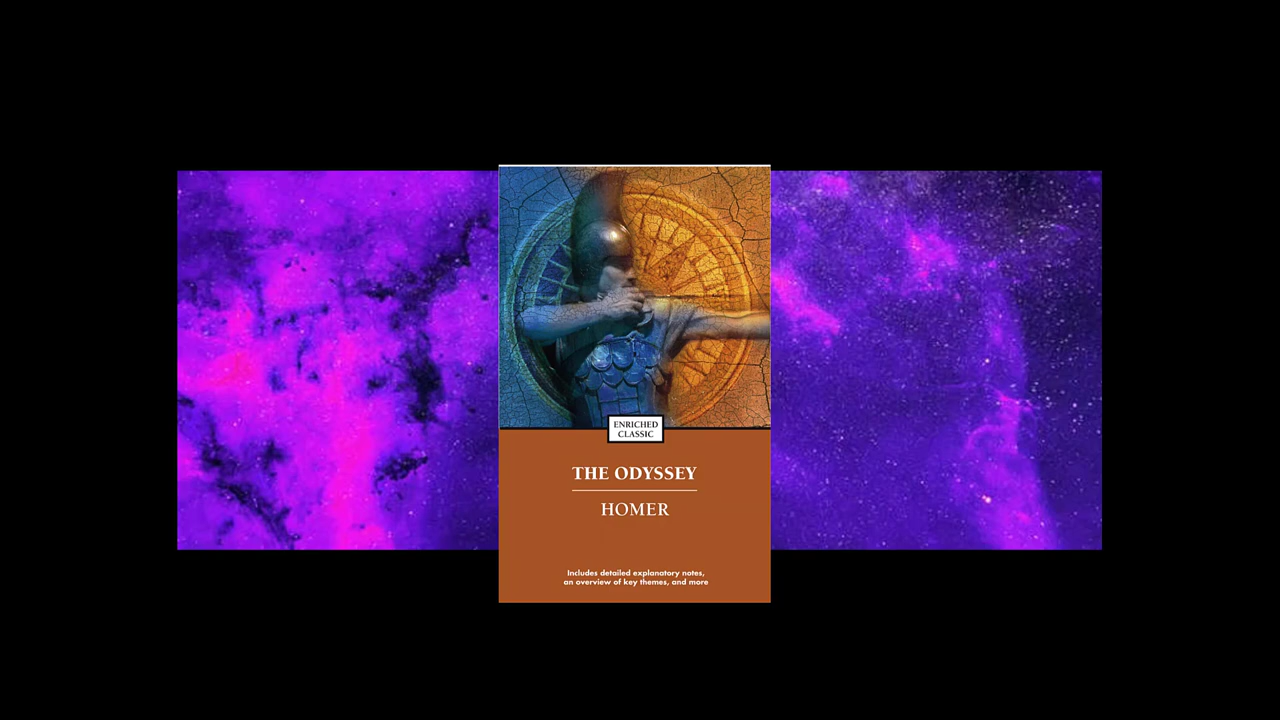 ENRICHED
CLASSIC
THE ODYSSEY
HOMER
Includes detailed explanatory notes,
an overview of key themes, and more